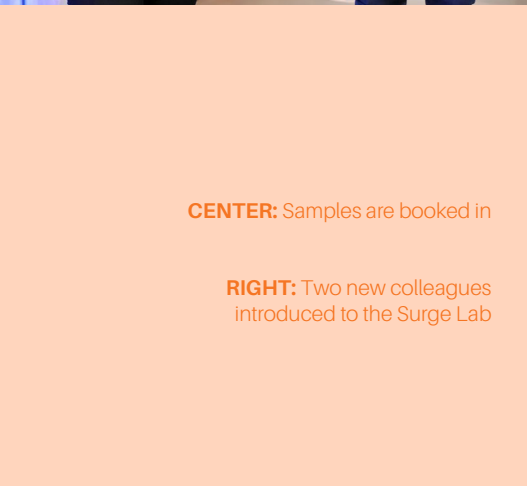 CENTER: Samples are booked in
RIGHT: Two new colleagues
introduced to the Surge Lab